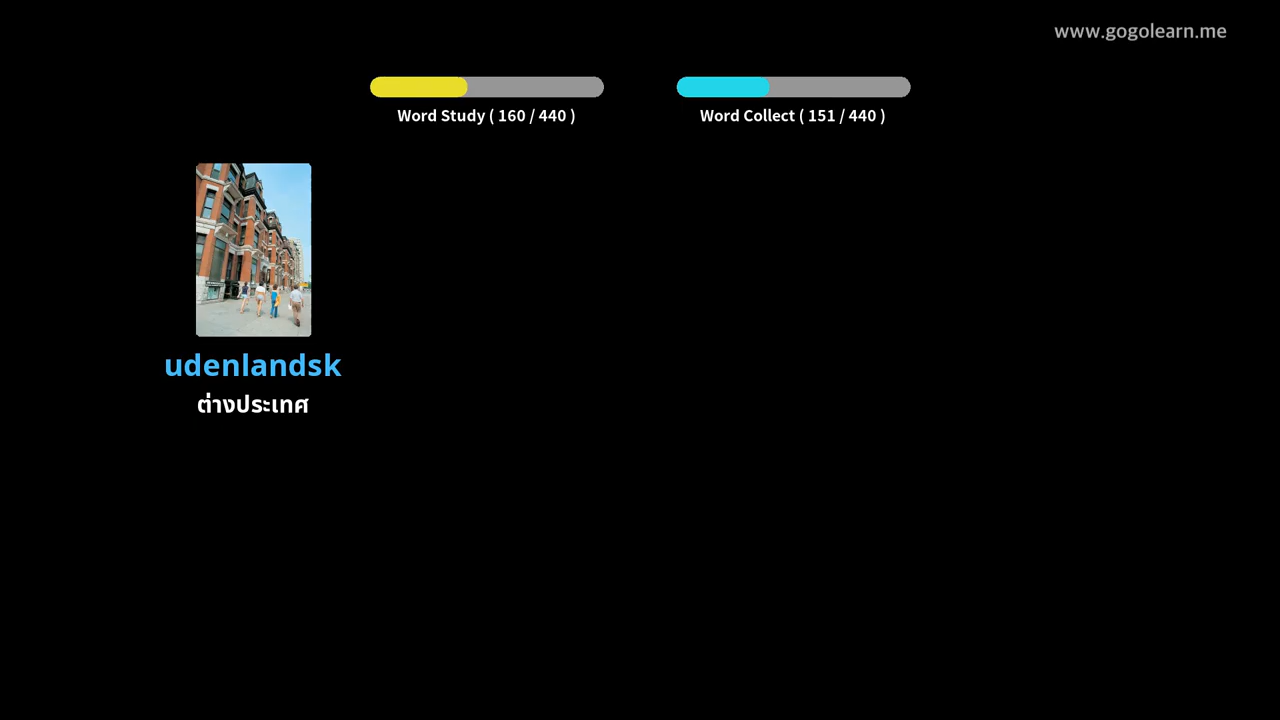 www.gogolearn.me
Word Study ( 160 / 440 )
Word Collect ( 151 / 440 )
udenlandsk
ต่างประเทศ